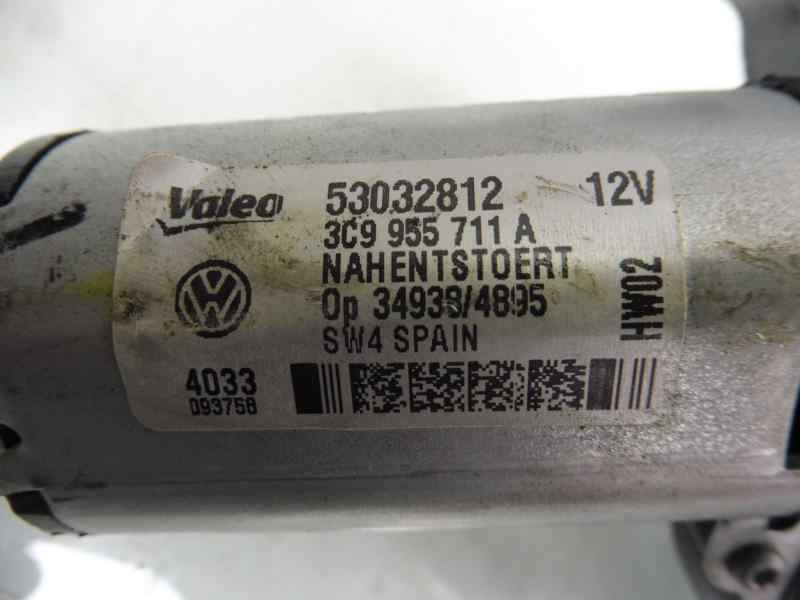 Valeo 53032812 12V
3C9 955 711 A
NAHENTSTOERT
Op 34938/4895
SW4 SPAIN
HW02
4033
093758